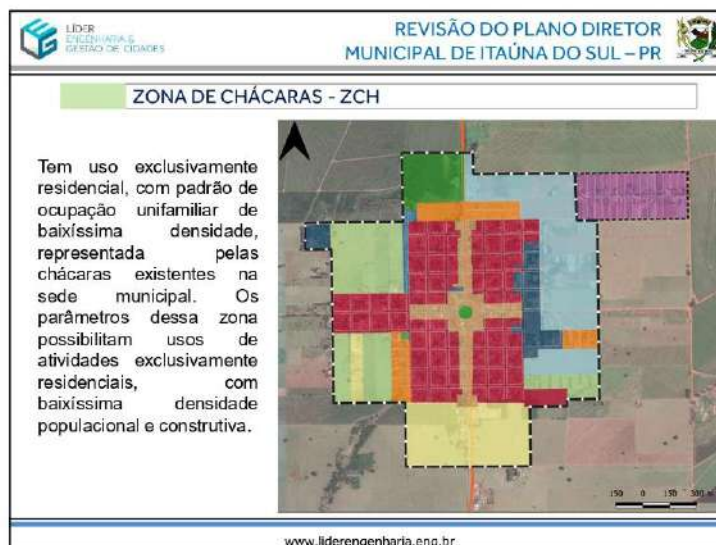 LÍDER
ENGENHARIA &
GESTÃO DE CIDADES
REVISÃO DO PLANO DIRETOR
MUNICIPAL DE ITAÚNA DO SUL – PR
ZONA DE CHÁCARAS - ZCH
Tem uso exclusivamente
residencial, com padrão de
ocupação unifamiliar de
baixíssima densidade,
representada pelas
chácaras existentes na
sede municipal. Os
parâmetros dessa zona
possibilitam usos de
atividades exclusivamente
residenciais, com
baixíssima densidade
populacional e construtiva.
150 0 150 300 m
www.liderengenharia.eng.br